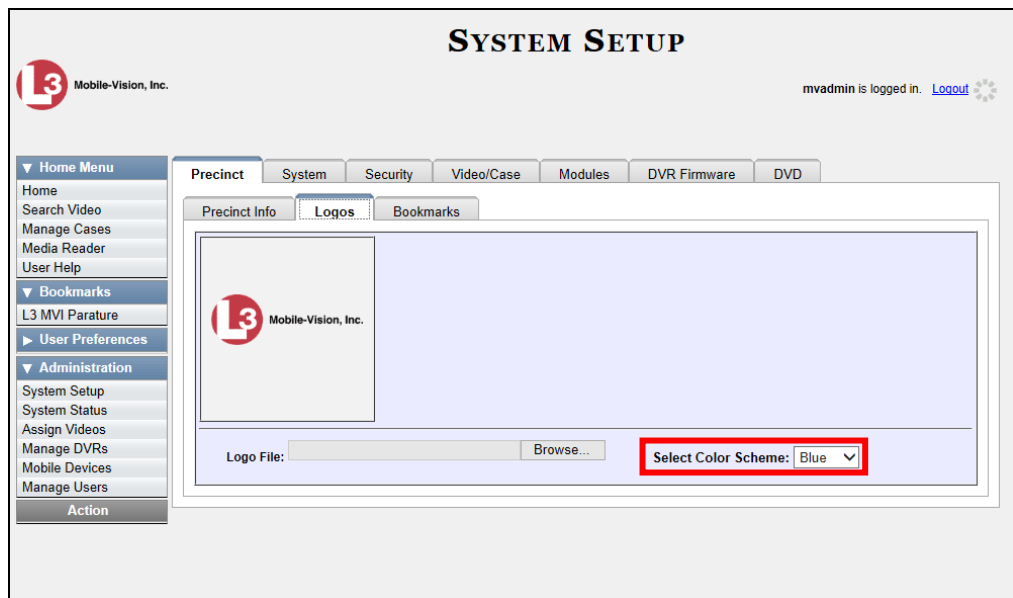 SYSTEM SETUP
L3 Mobile-Vision, Inc.
mvadmin is logged in. Logout
▼ Home Menu
Home
Search Video
Manage Cases
Media Reader
User Help
▼ Bookmarks
L3 MVI Parature
▶ User Preferences
▼ Administration
System Setup
System Status
Assign Videos
Manage DVRs
Mobile Devices
Manage Users
Action
Precinct System Security Video/Case Modules DVR Firmware DVD
Precinct Info Logos Bookmarks
L3 Mobile-Vision, Inc.
Logo File: Browse... Select Color Scheme: Blue